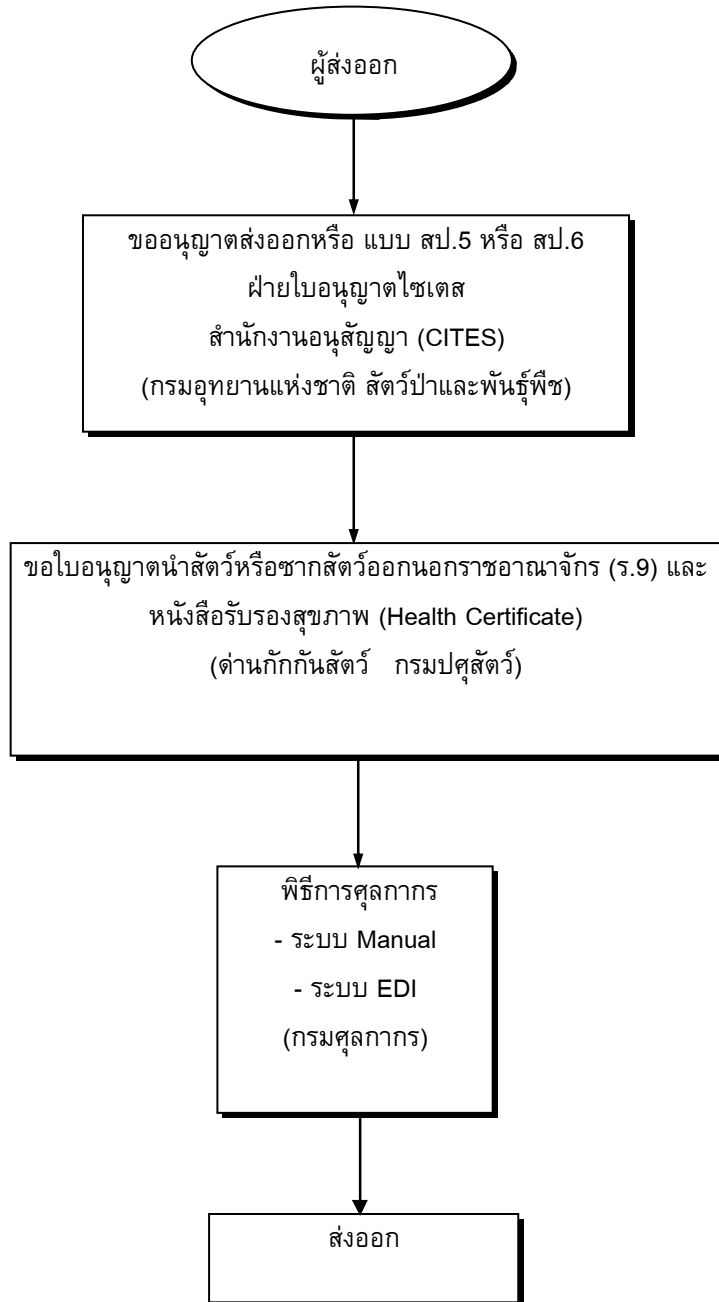 ผู้ส่งออก
ขออนุญาตส่งออกหรือ แบบ สป.5 หรือ สป.6
ฝ่ายใบอนุญาตไซเตส
สำนักงานอนุสัญญา (CITES)
(กรมอุทยานแห่งชาติ สัตว์ป่าและพันธุ์พืช)
ขอใบอนุญาตนำสัตว์หรือซากสัตว์ออกนอกราชอาณาจักร (ร.9) และ
หนังสือรับรองสุขภาพ (Health Certificate)
(ด่านกักกันสัตว์ กรมปศุสัตว์)
พิธีการศุลกากร
- ระบบ Manual
- ระบบ EDI
(กรมศุลกากร)
ส่งออก